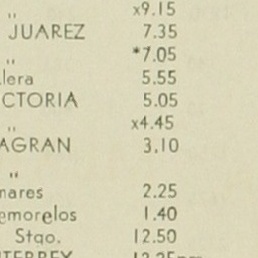 ,, x9.15
JUAREZ 7.35
,, *7.05
lera 5.55
CTORIA 5.05
,, x4.45
AGRAN 3.10
,,
nares 2.25
emorelos 1.40
Stgo. 12.50